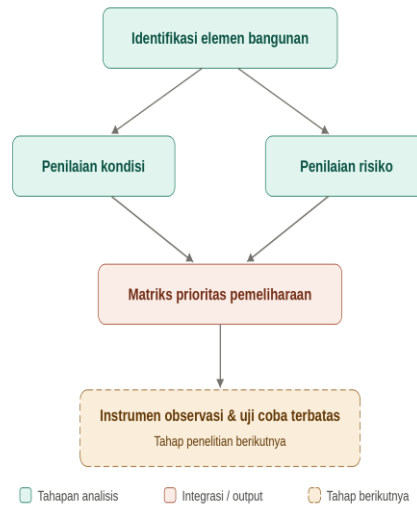 Identifikasi elemen bangunan
Penilaian kondisi
Penilaian risiko
Matriks prioritas pemeliharaan
Instrumen observasi & uji coba terbatas
Tahap penelitian berikutnya
Tahapan analisis
Integrasi / output
Tahap berikutnya